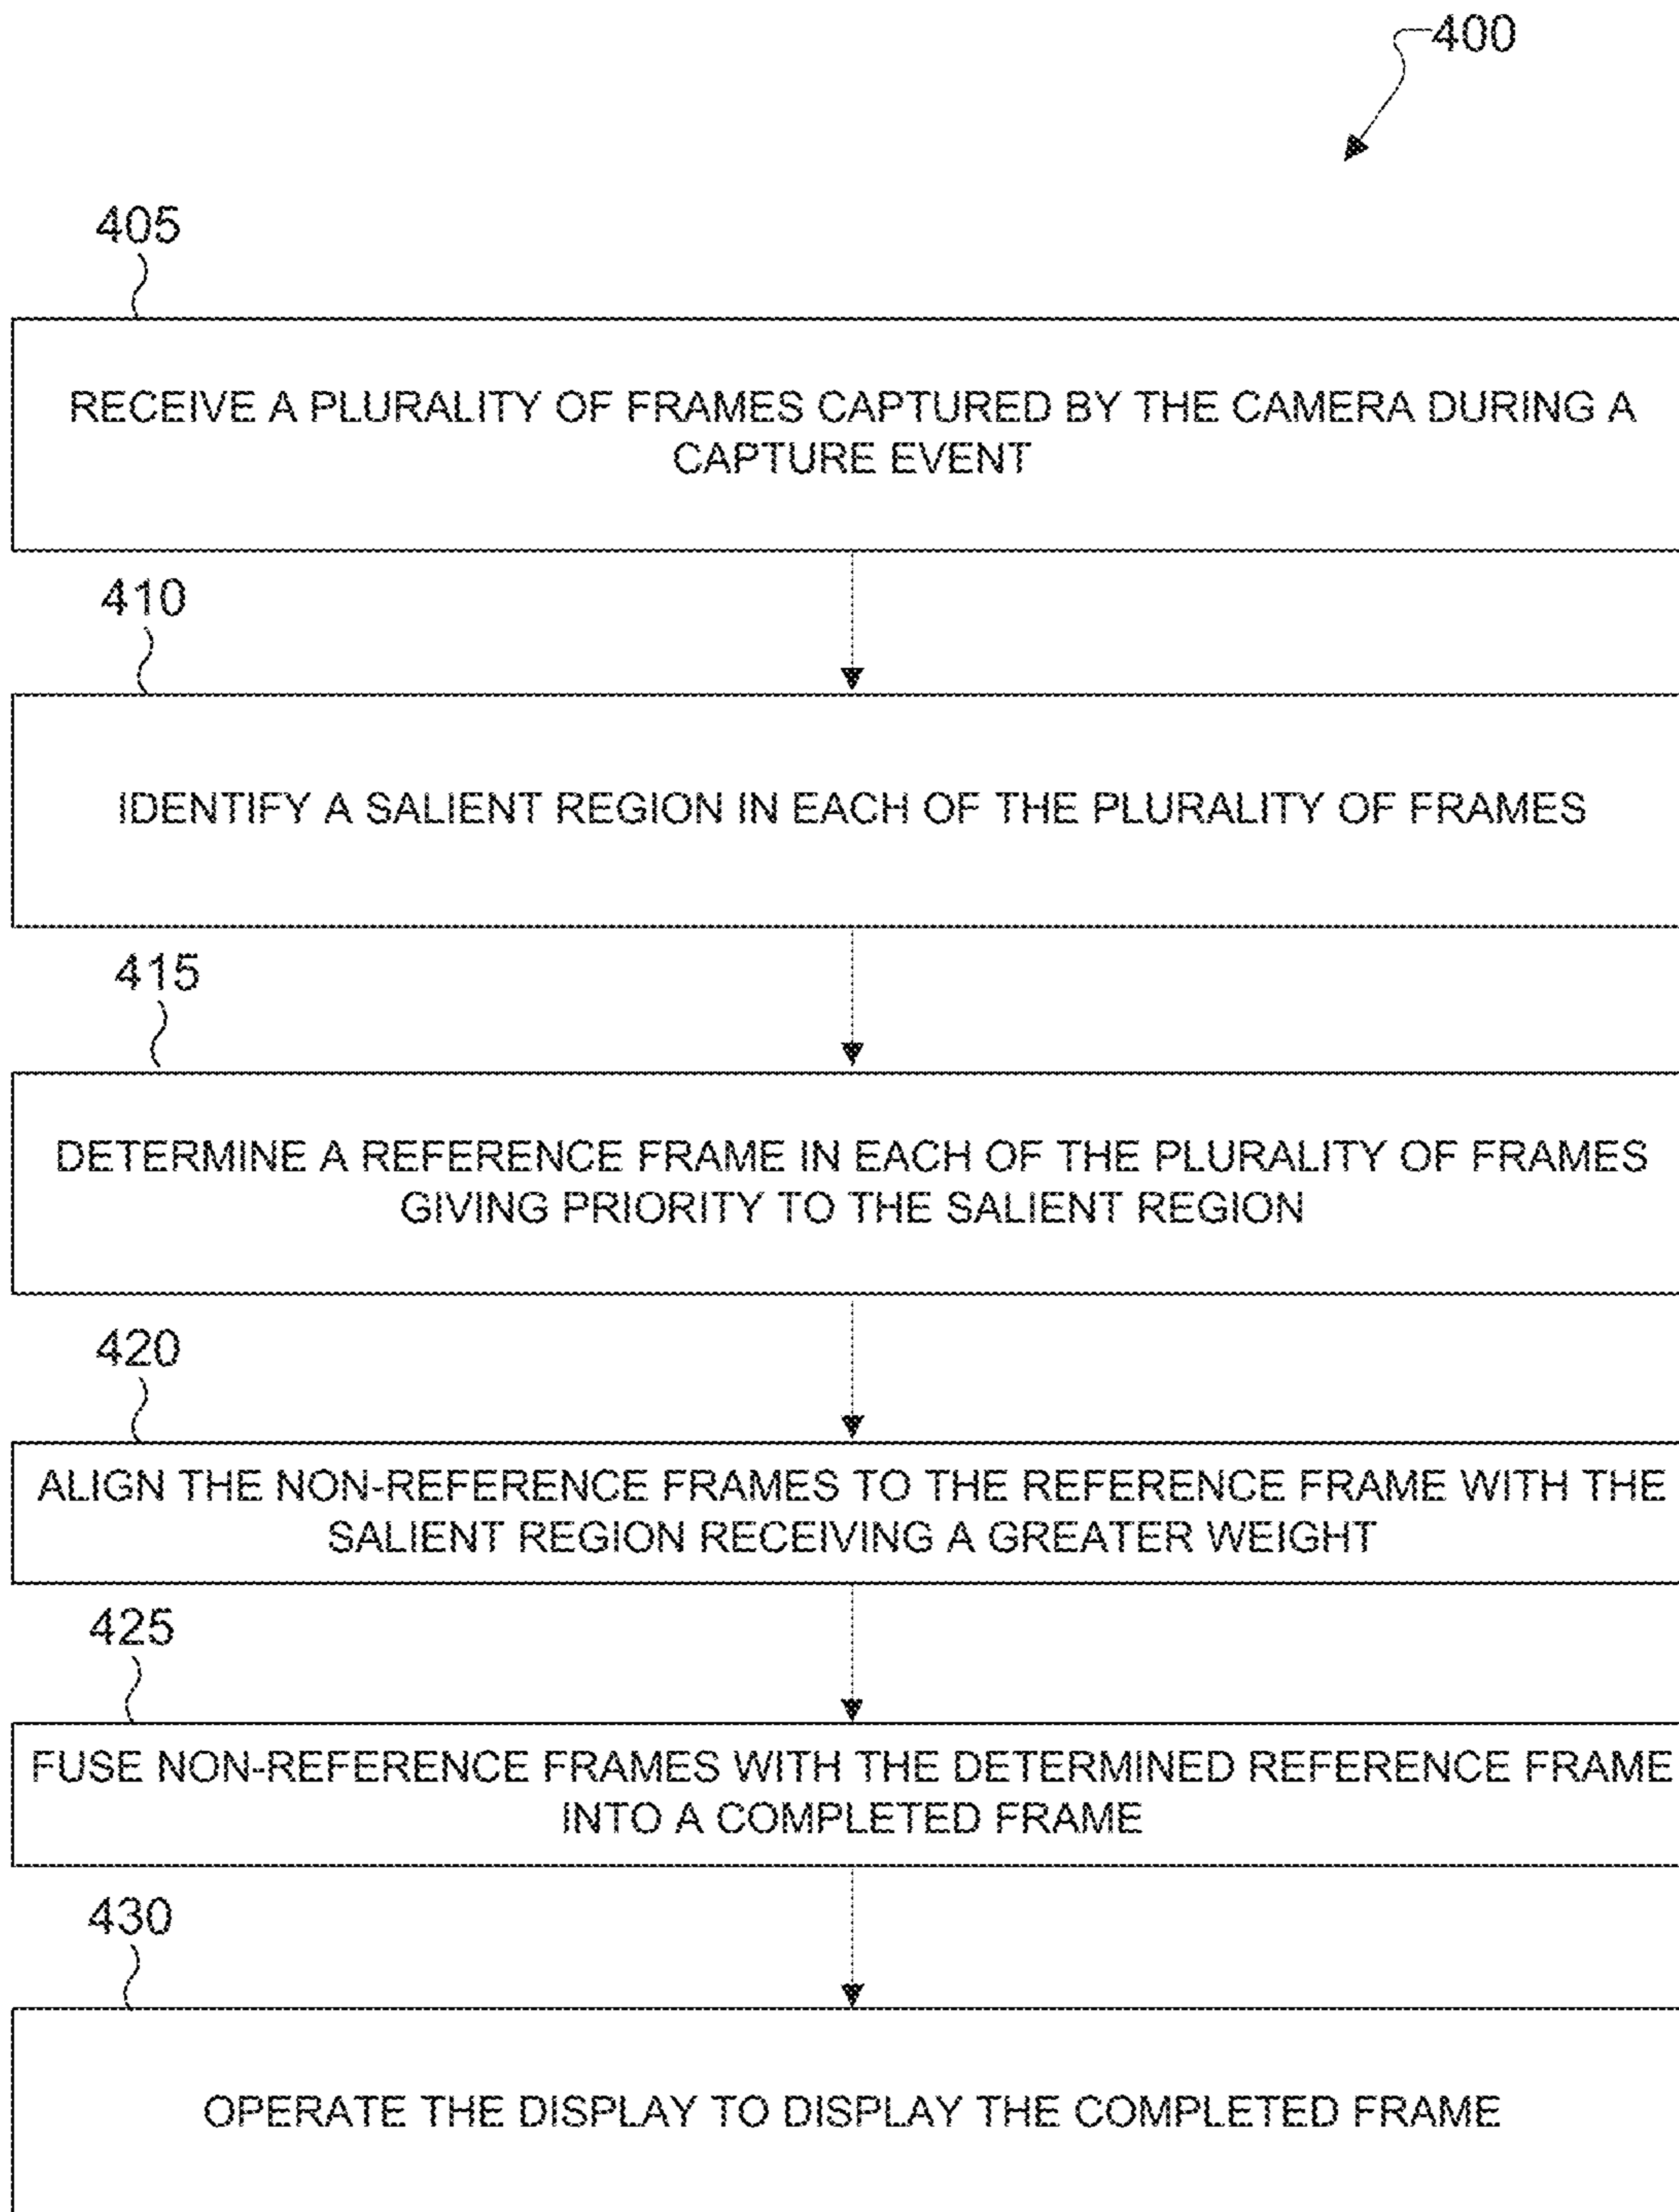 400
405
RECEIVE A PLURALITY OF FRAMES CAPTURED BY THE CAMERA DURING A
CAPTURE EVENT
410
IDENTIFY A SALIENT REGION IN EACH OF THE PLURALITY OF FRAMES
415
DETERMINE A REFERENCE FRAME IN EACH OF THE PLURALITY OF FRAMES
GIVING PRIORITY TO THE SALIENT REGION
420
ALIGN THE NON-REFERENCE FRAMES TO THE REFERENCE FRAME WITH THE
SALIENT REGION RECEIVING A GREATER WEIGHT
425
FUSE NON-REFERENCE FRAMES WITH THE DETERMINED REFERENCE FRAME
INTO A COMPLETED FRAME
430
OPERATE THE DISPLAY TO DISPLAY THE COMPLETED FRAME